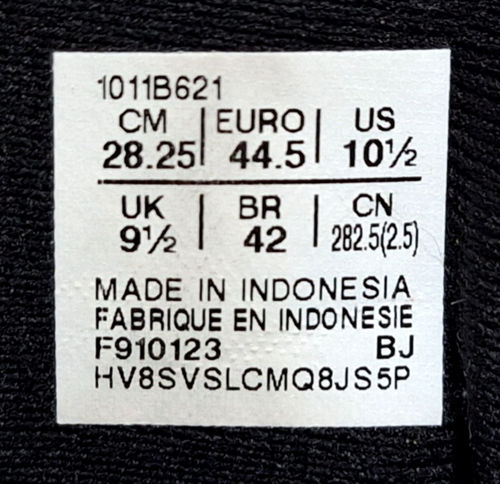 1011B621
CM | EURO | US
28.25 | 44.5 | 10½
UK | BR | CN
9½ | 42 | 282.5(2.5)
MADE IN INDONESIA
FABRIQUE EN INDONESIE
F910123 BJ
HV8SVSLCMQ8JS5P